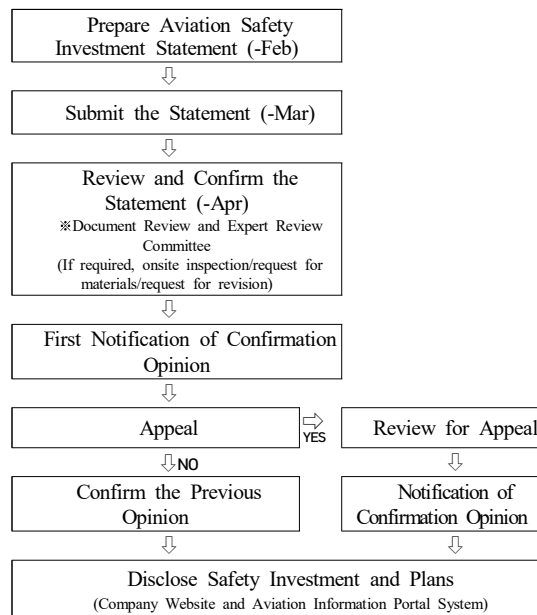 Prepare Aviation Safety
Investment Statement (-Feb)
Submit the Statement (-Mar)
Review and Confirm the
Statement (-Apr)
※Document Review and Expert Review
Committee
(If required, onsite inspection/request for
materials/request for revision)
First Notification of Confirmation
Opinion
Appeal
YES
Review for Appeal
NO
Confirm the Previous
Opinion
Notification of
Confirmation Opinion
Disclose Safety Investment and Plans
(Company Website and Aviation Information Portal System)